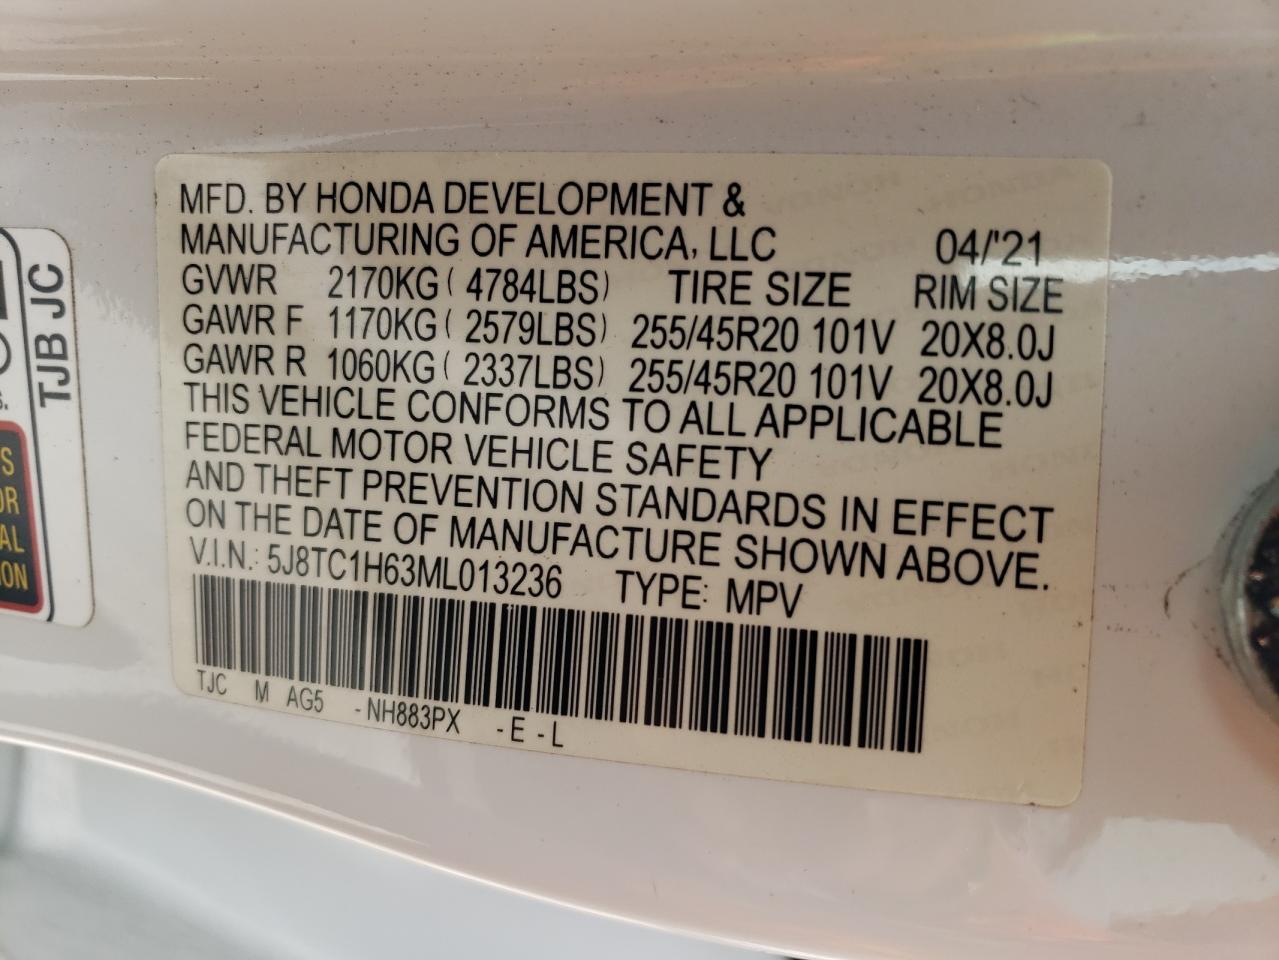 MFD. BY HONDA DEVELOPMENT &
MANUFACTURING OF AMERICA, LLC 04/'21
GVWR 2170KG ( 4784LBS) TIRE SIZE RIM SIZE
GAWR F 1170KG ( 2579LBS) 255/45R20 101V 20X8.0J
GAWR R 1060KG ( 2337LBS) 255/45R20 101V 20X8.0J
THIS VEHICLE CONFORMS TO ALL APPLICABLE
FEDERAL MOTOR VEHICLE SAFETY
AND THEFT PREVENTION STANDARDS IN EFFECT
ON THE DATE OF MANUFACTURE SHOWN ABOVE.
V.I.N.: 5J8TC1H63ML013236 TYPE: MPV
TJC M AG5 -NH883PX -E-L
TJB JC